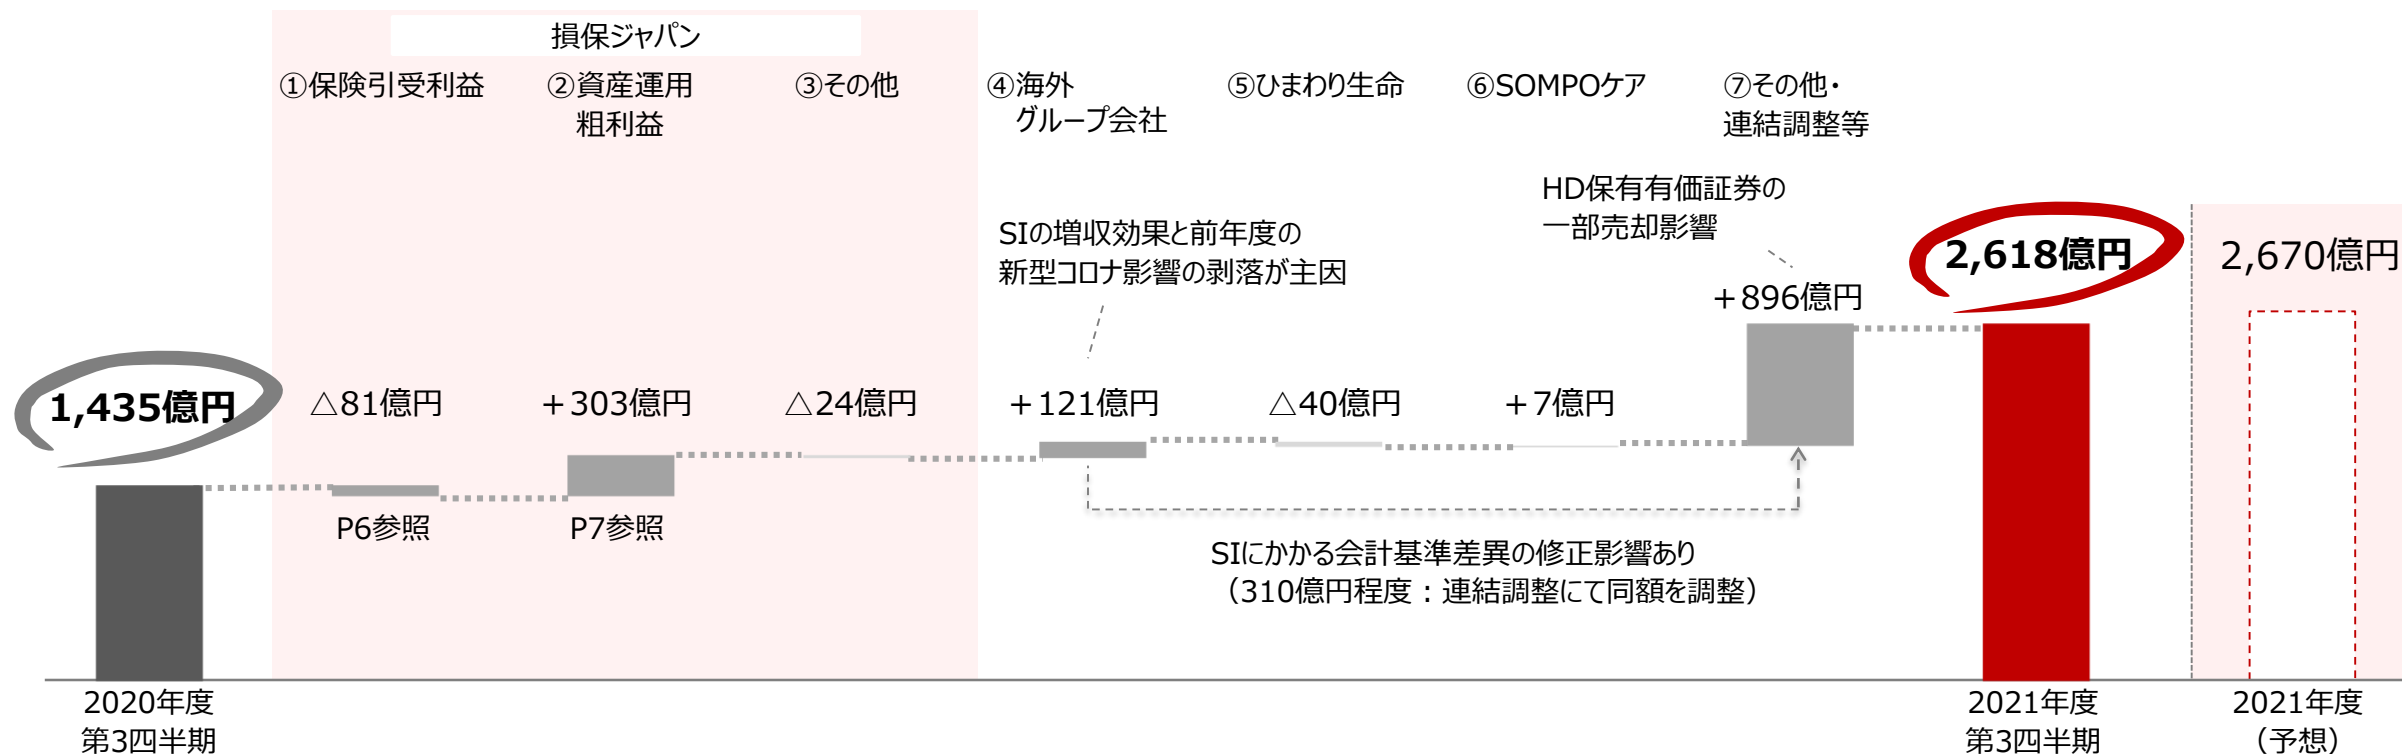 損保ジャパン
①保険引受利益
②資産運用
粗利益
③その他
④海外
グループ会社
⑤ひまわり生命
⑥SOMPOケア
⑦その他・
連結調整等
HD保有有価証券の
一部売却影響
SIの増収効果と前年度の
新型コロナ影響の剥落が主因
1,435億円
△81億円
＋303億円
△24億円
＋121億円
△40億円
＋7億円
＋896億円
2,618億円
2,670億円
P6参照
P7参照
SIにかかる会計基準差異の修正影響あり
（310億円程度：連結調整にて同額を調整）
2020年度
第3四半期
2021年度
第3四半期
2021年度
（予想）